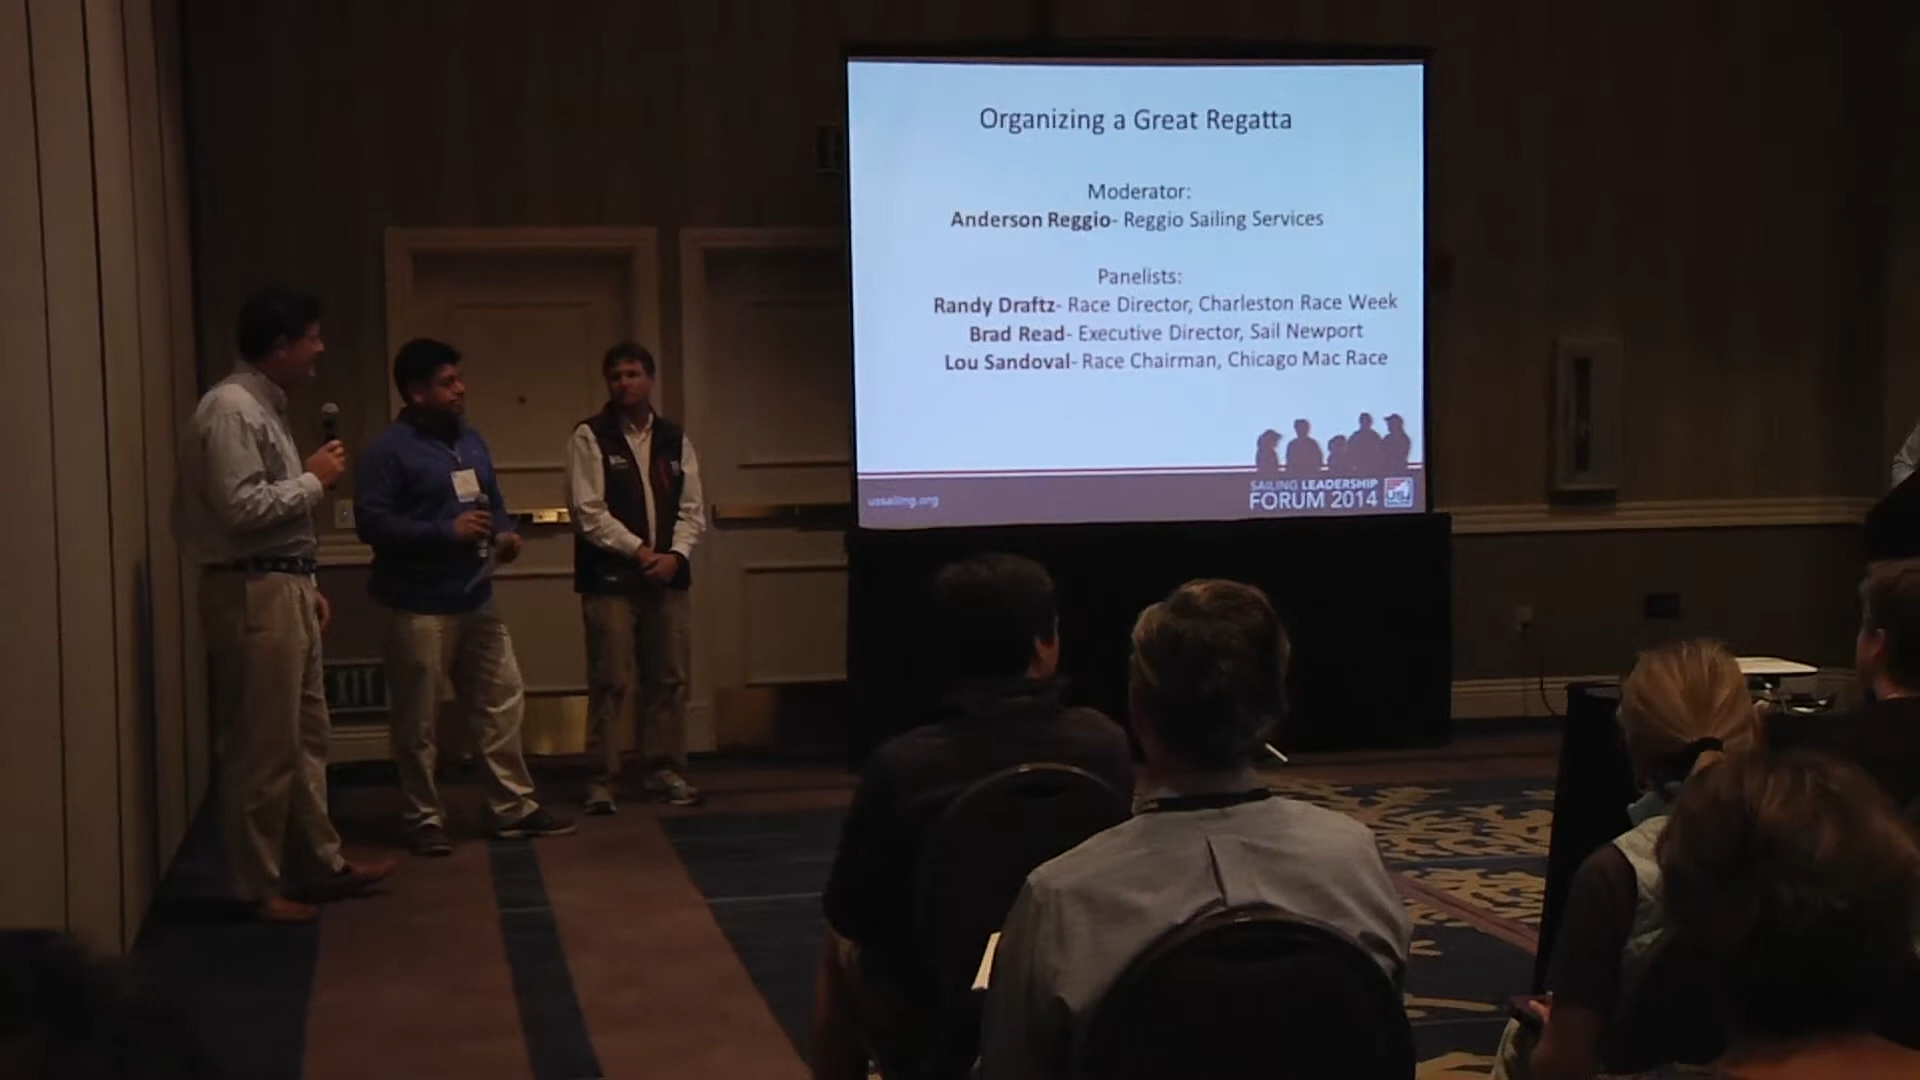 Organizing a Great Regatta
Moderator:
Anderson Reggio- Reggio Sailing Services
Panelists:
Randy Draftz- Race Director, Charleston Race Week
Brad Read- Executive Director, Sail Newport
Lou Sandoval- Race Chairman, Chicago Mac Race
ussailing.org
SAILING LEADERSHIP
FORUM 2014
EXIT